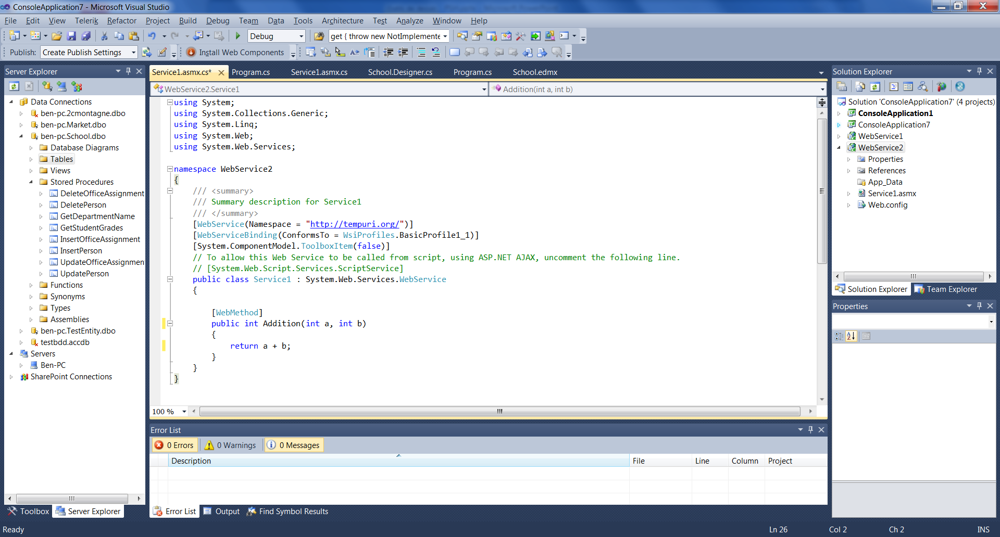 ConsoleApplication7 - Microsoft Visual Studio
File Edit View Telerik Refactor Project Build Debug Team Data Tools Architecture Test Analyze Window Help
Debug get { throw new NotImplemente
Publish: Create Publish Settings Install Web Components
Server Explorer
Data Connections
ben-pc.2cmontagne.dbo
ben-pc.Market.dbo
ben-pc.School.dbo
Database Diagrams
Tables
Views
Stored Procedures
DeleteOfficeAssignment
DeletePerson
GetDepartmentName
GetStudentGrades
InsertOfficeAssignment
InsertPerson
UpdateOfficeAssignmen
UpdatePerson
Functions
Synonyms
Types
Assemblies
ben-pc.TestEntity.dbo
testbdd.accdb
Servers
Ben-PC
SharePoint Connections
Toolbox Server Explorer
Service1.asmx.cs* Program.cs Service1.asmx.cs School.Designer.cs Program.cs School.edmx
WebService2.Service1 Addition(int a, int b)
using System;
using System.Collections.Generic;
using System.Linq;
using System.Web;
using System.Web.Services;
namespace WebService2
{
/// <summary>
/// Summary description for Service1
/// </summary>
[WebService(Namespace = "http://tempuri.org/")]
[WebServiceBinding(ConformsTo = WsiProfiles.BasicProfile1_1)]
[System.ComponentModel.ToolboxItem(false)]
// To allow this Web Service to be called from script, using ASP.NET AJAX, uncomment the following line.
// [System.Web.Script.Services.ScriptService]
public class Service1 : System.Web.Services.WebService
{
[WebMethod]
public int Addition(int a, int b)
{
return a + b;
}
}
}
100 %
Error List
0 Errors 0 Warnings 0 Messages
Description File Line Column Project
Error List Output Find Symbol Results
Solution Explorer
Solution 'ConsoleApplication7' (4 projects)
ConsoleApplication1
ConsoleApplication7
WebService1
WebService2
Properties
References
App_Data
Service1.asmx
Web.config
Solution Explorer Team Explorer
Properties
Ready Ln 26 Col 2 Ch 2 INS